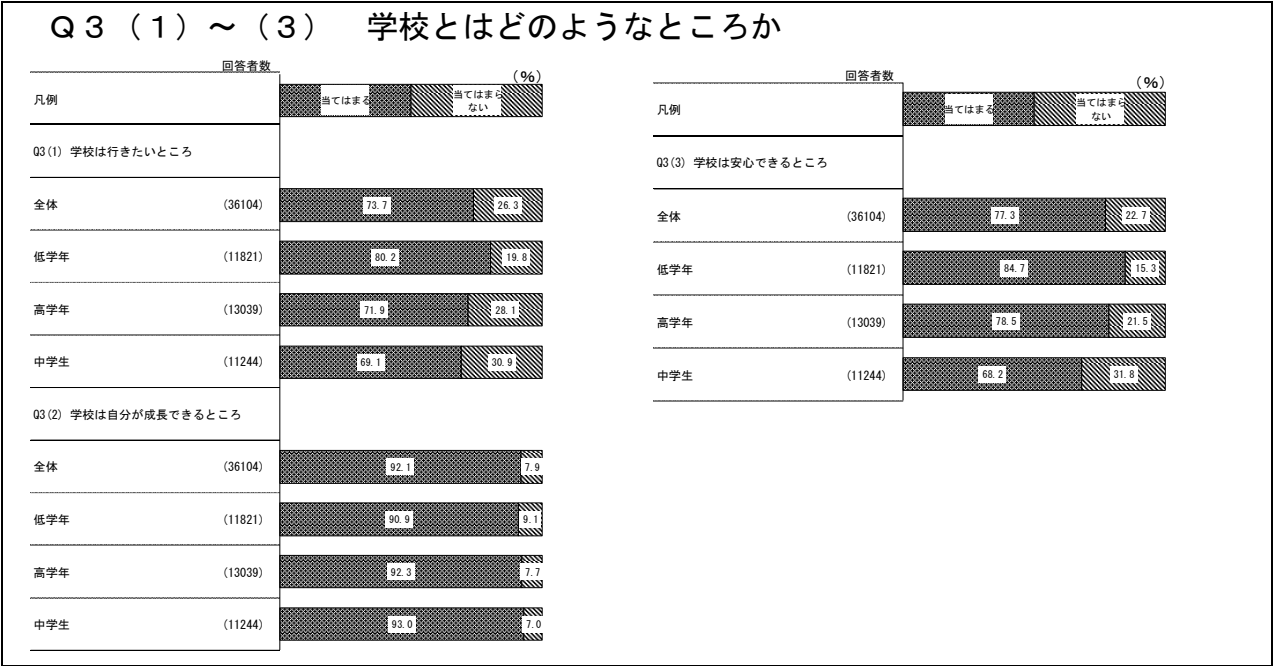 Q3（1）～（3）　学校とはどのようなところか
回答者数
(%)
凡例
当てはまる
当てはまら
ない
Q3(1) 学校は行きたいところ
全体 (36104) 73.7 26.3
低学年 (11821) 80.2 19.8
高学年 (13039) 71.9 28.1
中学生 (11244) 69.1 30.9
Q3(2) 学校は自分が成長できるところ
全体 (36104) 92.1 7.9
低学年 (11821) 90.9 9.1
高学年 (13039) 92.3 7.7
中学生 (11244) 93.0 7.0
回答者数
(%)
凡例
当てはまる
当てはまら
ない
Q3(3) 学校は安心できるところ
全体 (36104) 77.3 22.7
低学年 (11821) 84.7 15.3
高学年 (13039) 78.5 21.5
中学生 (11244) 68.2 31.8